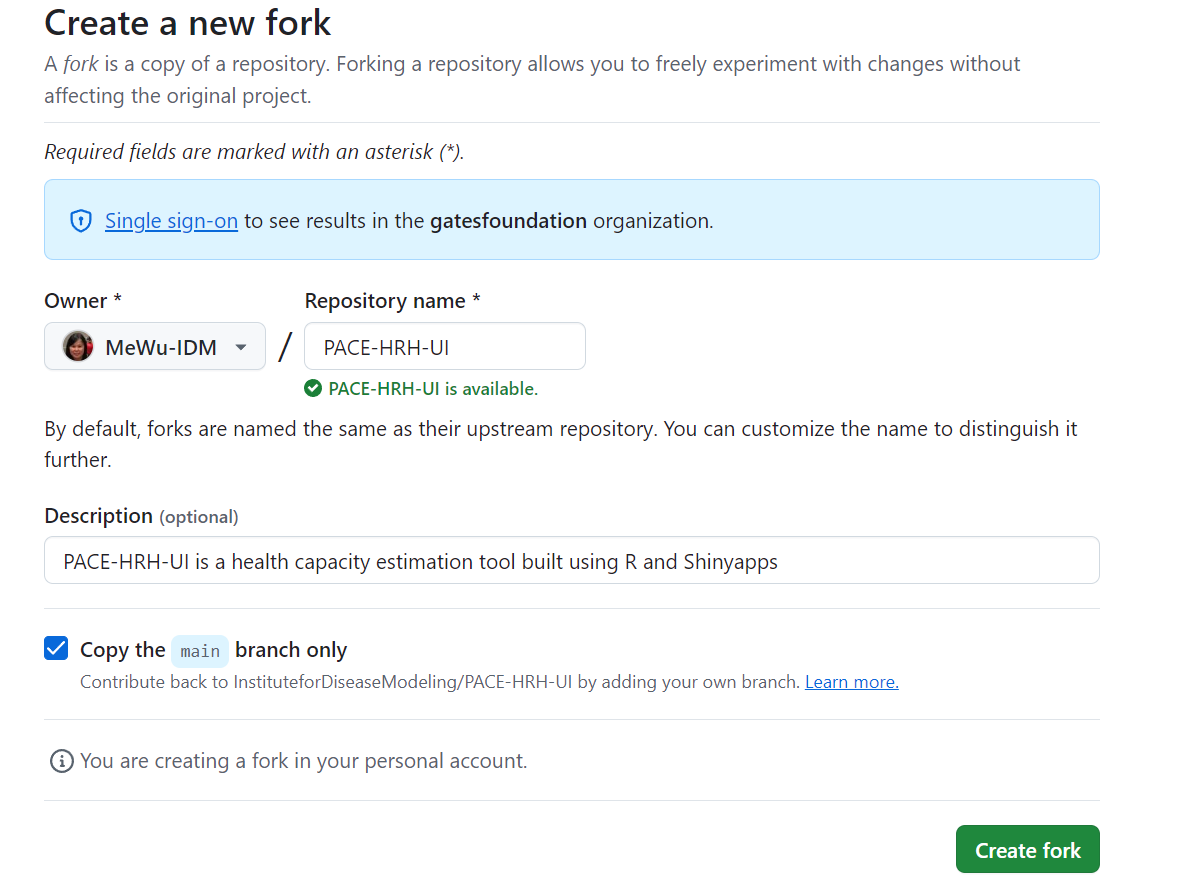 Create a new fork
A fork is a copy of a repository. Forking a repository allows you to freely experiment with changes without
affecting the original project.
Required fields are marked with an asterisk (*).
Single sign-on to see results in the gatesfoundation organization.
Owner *
Repository name *
MeWu-IDM
/
PACE-HRH-UI
PACE-HRH-UI is available.
By default, forks are named the same as their upstream repository. You can customize the name to distinguish it
further.
Description (optional)
PACE-HRH-UI is a health capacity estimation tool built using R and Shinyapps
Copy the main branch only
Contribute back to InstituteforDiseaseModeling/PACE-HRH-UI by adding your own branch. Learn more.
You are creating a fork in your personal account.
Create fork